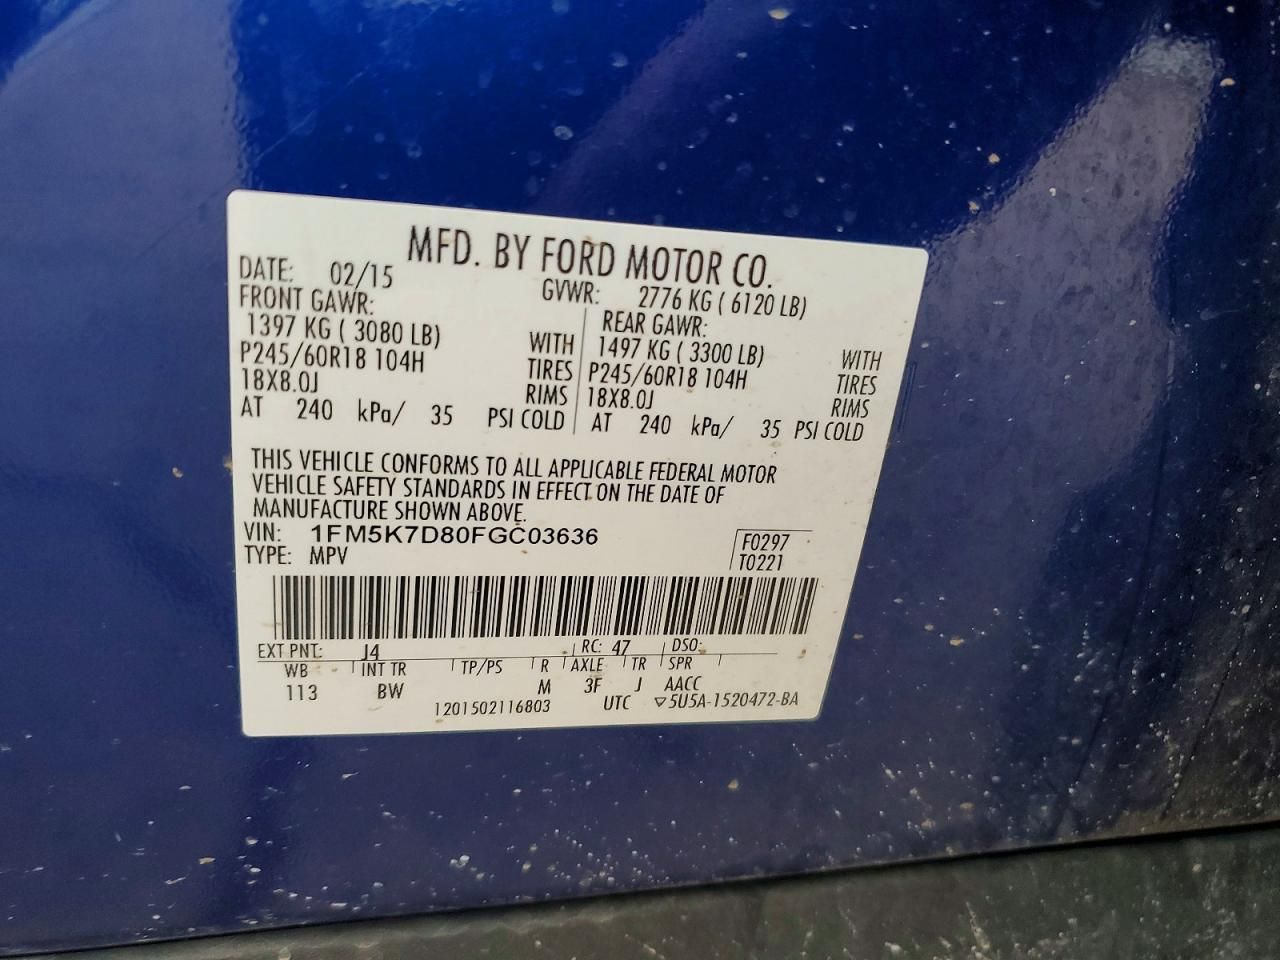 MFD. BY FORD MOTOR CO.
DATE: 02/15 GVWR: 2776 KG ( 6120 LB)
FRONT GAWR: REAR GAWR:
1397 KG ( 3080 LB) WITH 1497 KG ( 3300 LB) WITH
P245/60R18 104H TIRES P245/60R18 104H TIRES
18X8.0J RIMS 18X8.0J RIMS
AT 240 kPa/ 35 PSI COLD AT 240 kPa/ 35 PSI COLD
THIS VEHICLE CONFORMS TO ALL APPLICABLE FEDERAL MOTOR
VEHICLE SAFETY STANDARDS IN EFFECT ON THE DATE OF
MANUFACTURE SHOWN ABOVE.
VIN: 1FM5K7D80FGC03636 F0297
TYPE: MPV T0221
EXT PNT: J4 RC: 47 DSO:
WB INT TR TP/PS R AXLE TR SPR
113 BW M 3F J AACC
1201502116803 UTC ▽5U5A-1520472-BA